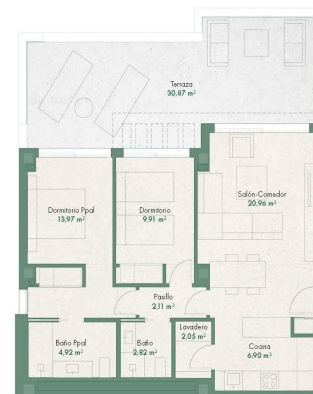 Terraza
30,87 m²
Salón-Comedor
20,96 m²
Dormitorio Ppal
13,97 m²
Dormitorio
9,91 m²
Pasillo
2,11 m²
Lavadero
2,05 m²
Baño Ppal
4,92 m²
Baño
2,82 m²
Cocina
6,90 m²